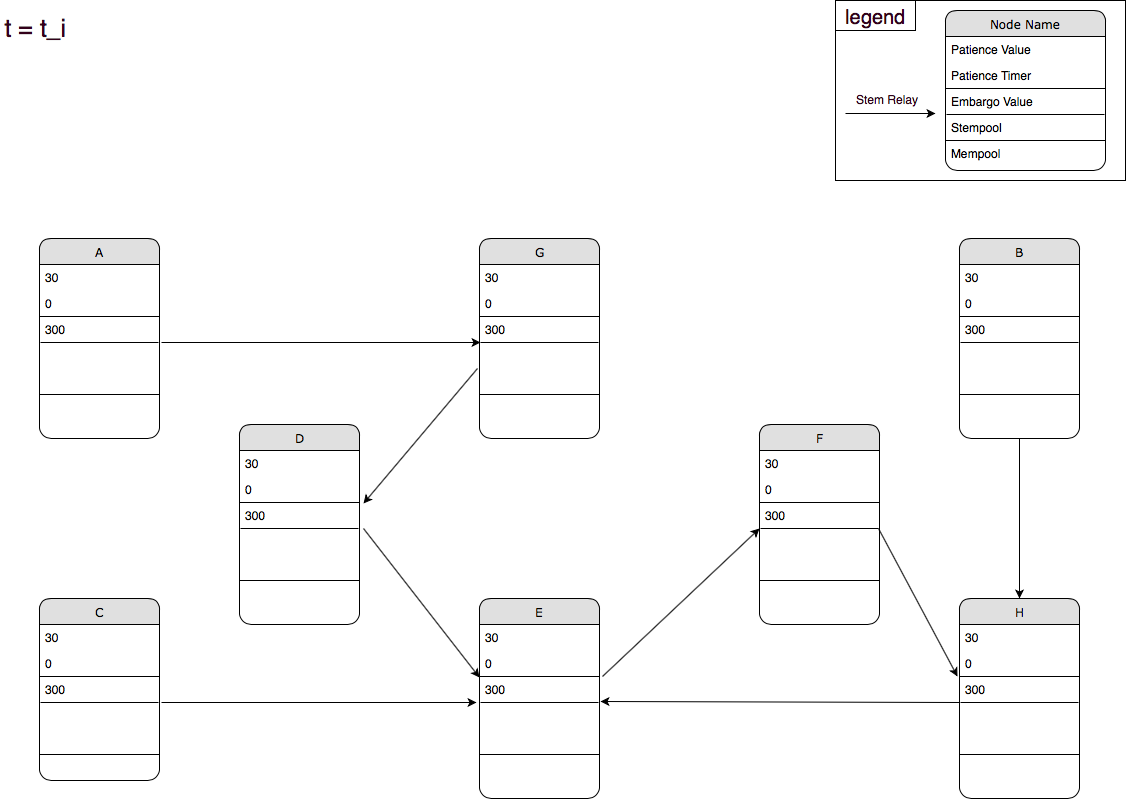 t = t_i
legend
Node Name
Patience Value
Patience Timer
Stem Relay
Embargo Value
Stempool
Mempool
A
30
0
300
G
30
0
300
B
30
0
300
D
30
0
300
F
30
0
300
C
30
0
300
E
30
0
300
H
30
0
300